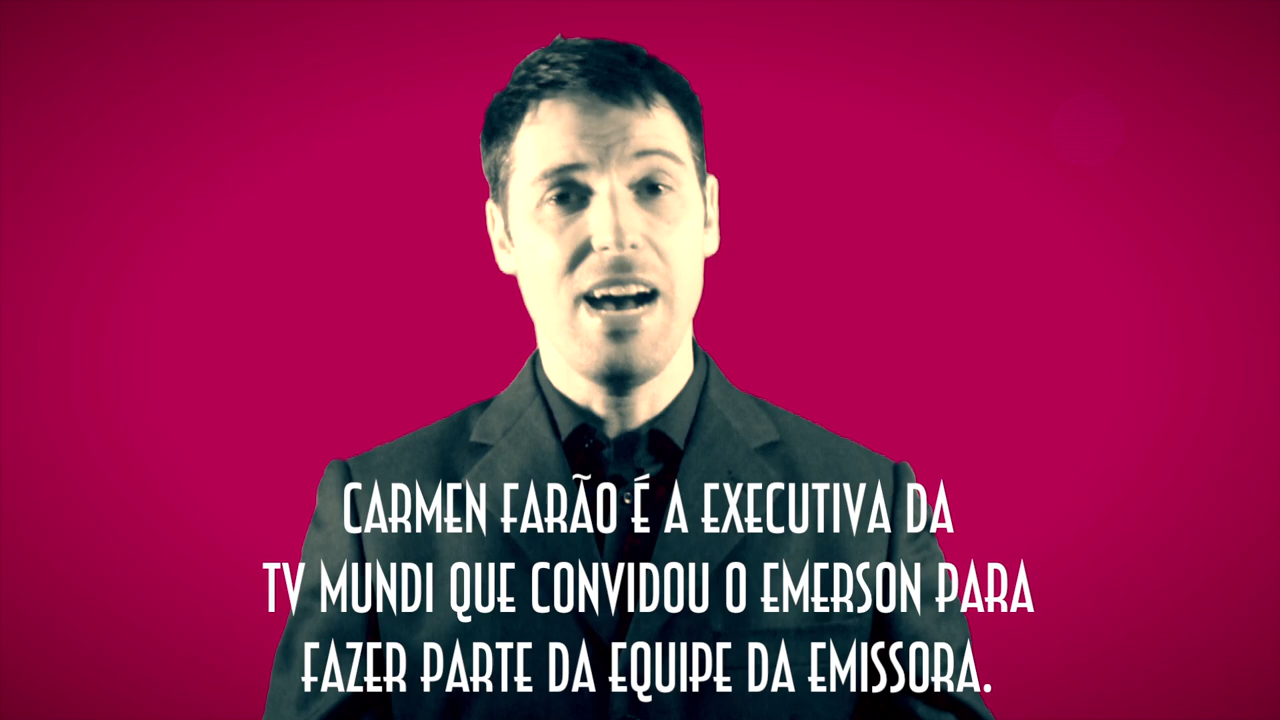 CARMEN FARÃO É A EXECUTIVA DA
TV MUNDI QUE CONVIDOU O EMERSON PARA
FAZER PARTE DA EQUIPE DA EMISSORA.